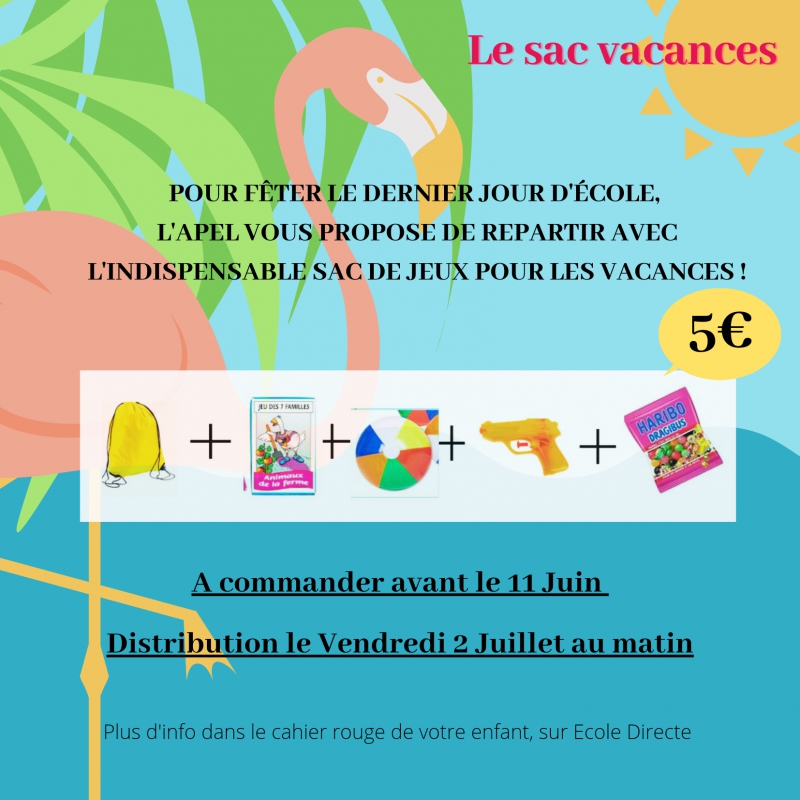 Le sac vacances
POUR FÊTER LE DERNIER JOUR D'ÉCOLE,
L'APEL VOUS PROPOSE DE REPARTIR AVEC
L'INDISPENSABLE SAC DE JEUX POUR LES VACANCES !
5€
JEU DES 7 FAMILLES
Animaux
de la ferme
HARIBO
DRAGIBUS
A commander avant le 11 Juin
Distribution le Vendredi 2 Juillet au matin
Plus d'info dans le cahier rouge de votre enfant, sur Ecole Directe